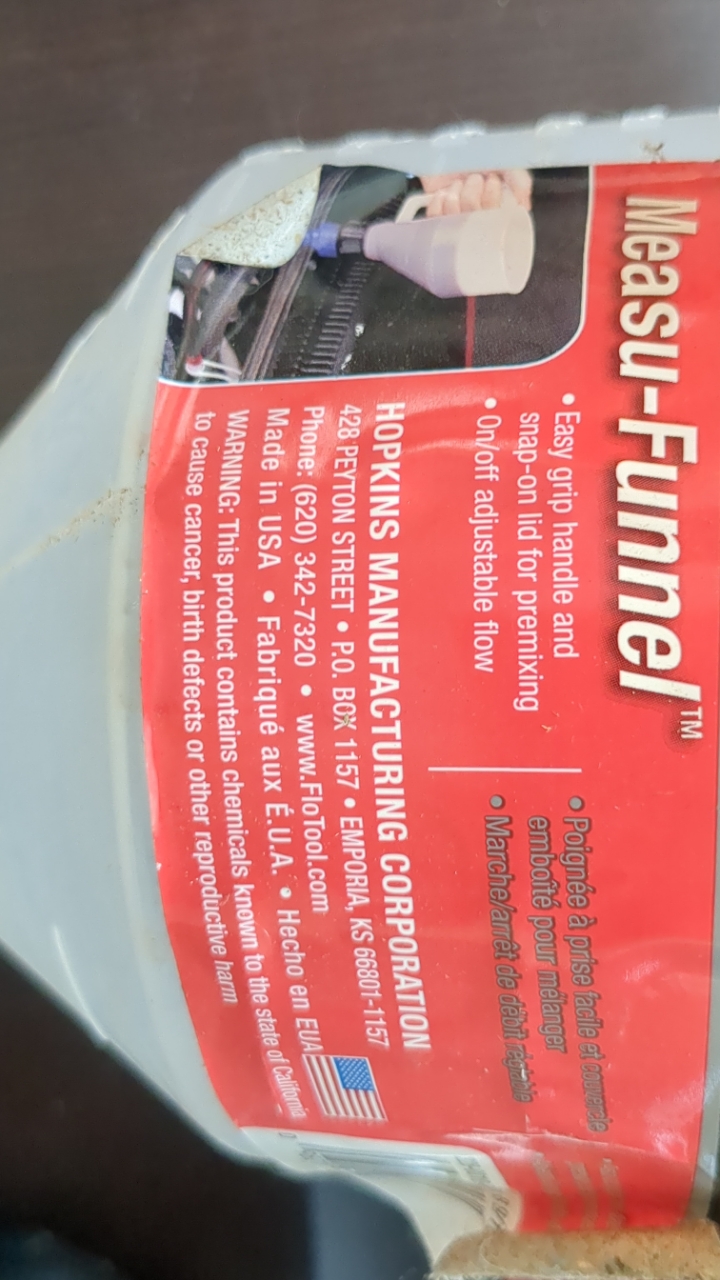 Measu-Funnel™
• Easy grip handle and
snap-on lid for premixing
• On/off adjustable flow
• Poignée à prise facile et couvercle
emboîté pour mélanger
• Marche/arrêt de débit réglable
HOPKINS MANUFACTURING CORPORATION
428 PEYTON STREET • P.O. BOX 1157 • EMPORIA, KS 66801-1157
Phone: (620) 342-7320 • www.FloTool.com
Made in USA • Fabriqué aux É.U.A. • Hecho en EUA
WARNING: This product contains chemicals known to the state of California
to cause cancer, birth defects or other reproductive harm